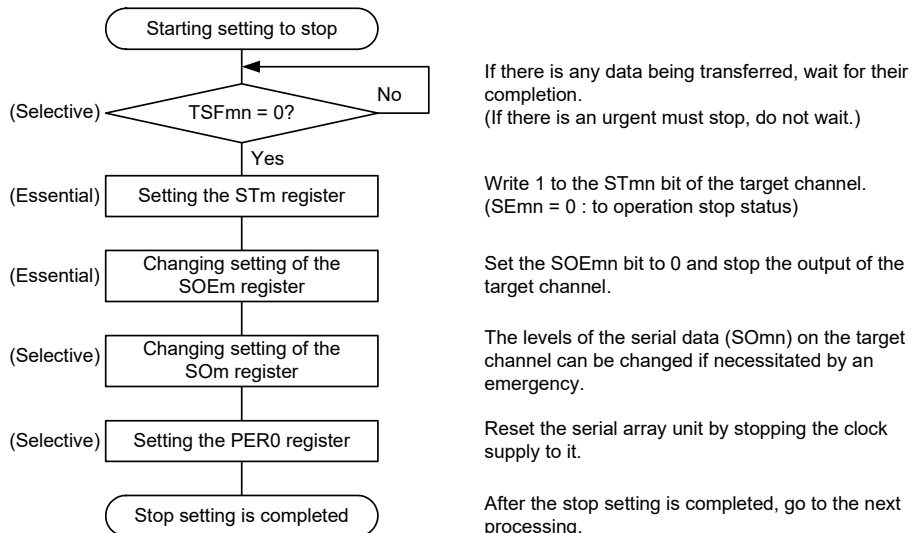 Starting setting to stop
No
(Selective)
TSFmn = 0?
If there is any data being transferred, wait for their
completion.
(If there is an urgent must stop, do not wait.)
Yes
(Essential)
Setting the STm register
Write 1 to the STmn bit of the target channel.
(SEmn = 0 : to operation stop status)
(Essential)
Changing setting of the
SOEm register
Set the SOEmn bit to 0 and stop the output of the
target channel.
(Selective)
Changing setting of the
SOm register
The levels of the serial data (SOmn) on the target
channel can be changed if necessitated by an
emergency.
(Selective)
Setting the PER0 register
Reset the serial array unit by stopping the clock
supply to it.
Stop setting is completed
After the stop setting is completed, go to the next
processing.